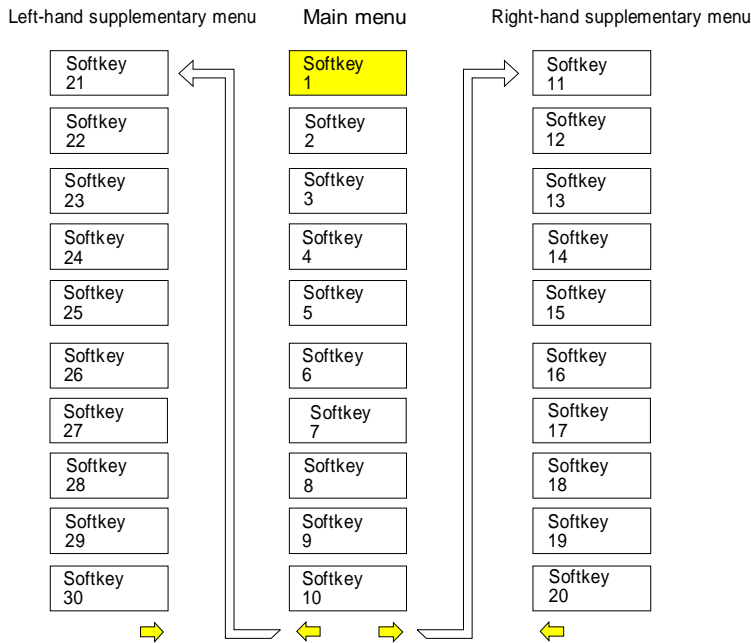 Left-hand supplementary menu
Main menu
Right-hand supplementary menu
Softkey
21
Softkey
22
Softkey
23
Softkey
24
Softkey
25
Softkey
26
Softkey
27
Softkey
28
Softkey
29
Softkey
30
Softkey
1
Softkey
2
Softkey
3
Softkey
4
Softkey
5
Softkey
6
Softkey
7
Softkey
8
Softkey
9
Softkey
10
Softkey
11
Softkey
12
Softkey
13
Softkey
14
Softkey
15
Softkey
16
Softkey
17
Softkey
18
Softkey
19
Softkey
20